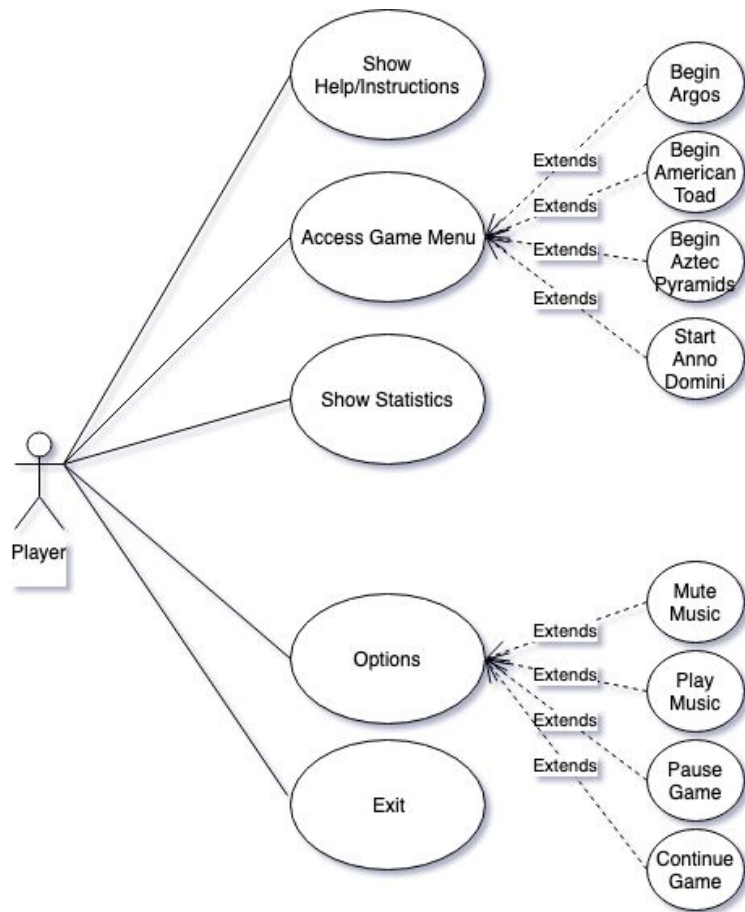 Show
Help/Instructions
Begin
Argos
Extends
Begin
American
Toad
Extends
Access Game Menu
Extends
Begin
Aztec
Pyramids
Extends
Start
Anno
Domini
Show Statistics
Player
Mute
Music
Extends
Options
Extends
Play
Music
Extends
Pause
Game
Extends
Exit
Continue
Game